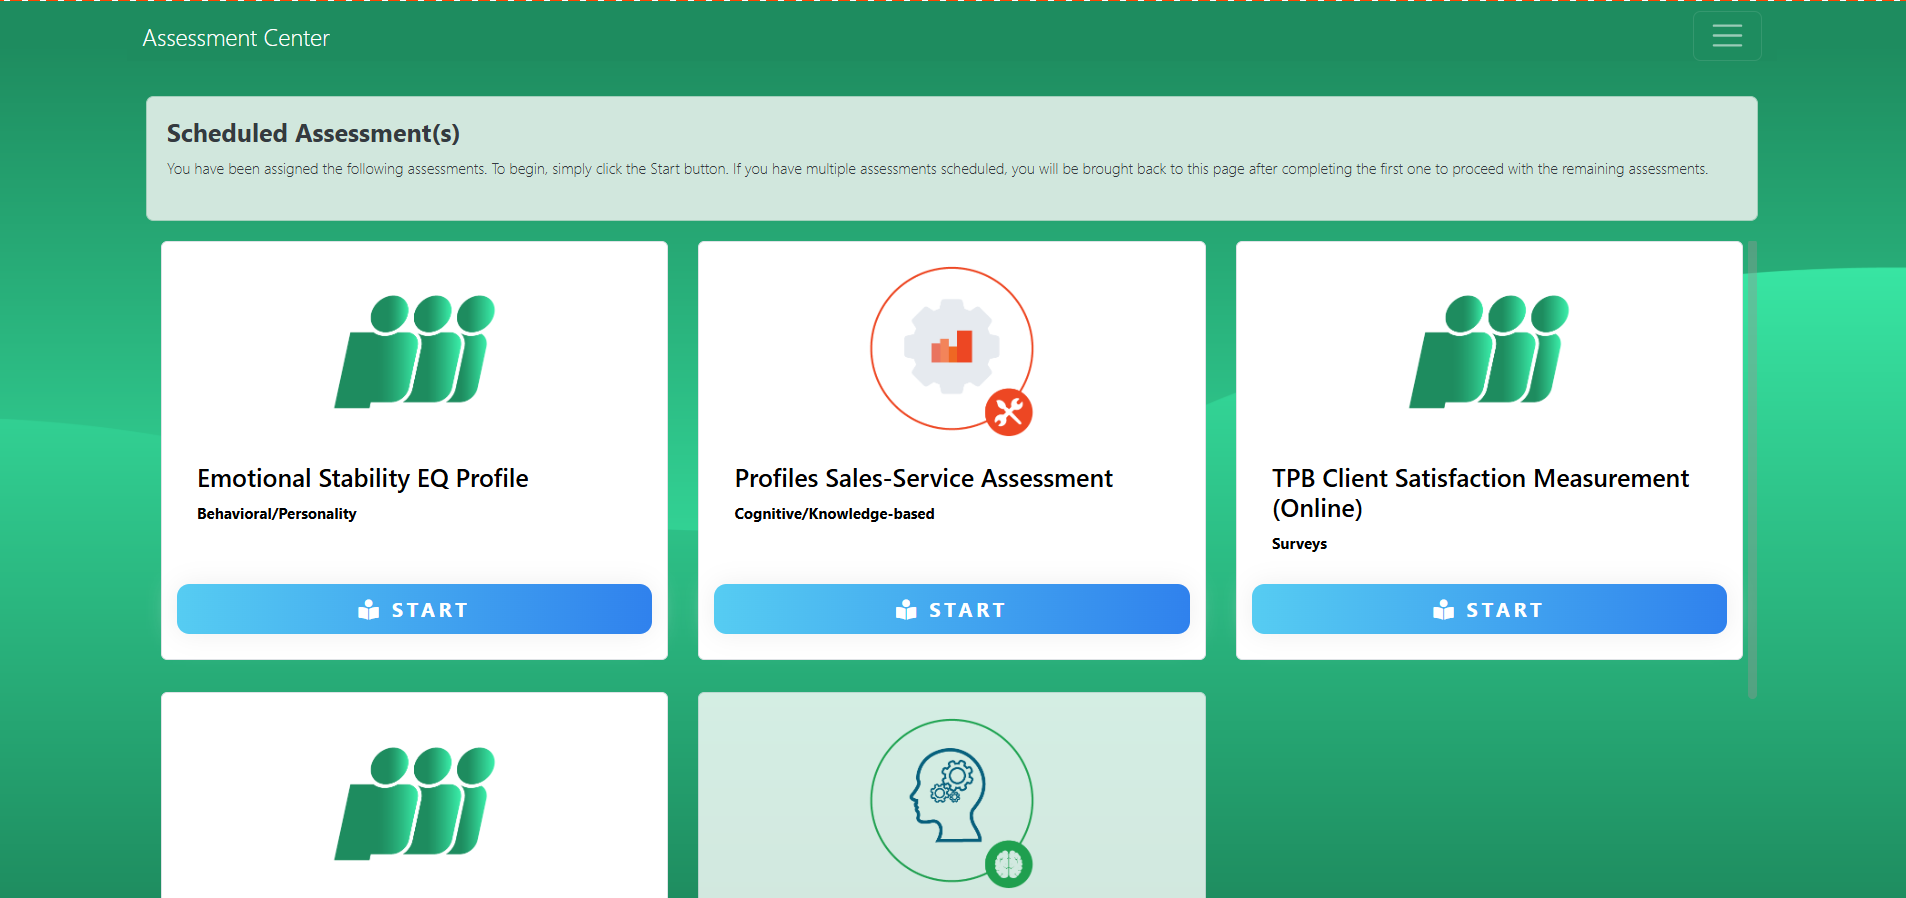 Assessment Center
Scheduled Assessment(s)
You have been assigned the following assessments. To begin, simply click the Start button. If you have multiple assessments scheduled, you will be brought back to this page after completing the first one to proceed with the remaining assessments.
Emotional Stability EQ Profile
Behavioral/Personality
START
Profiles Sales-Service Assessment
Cognitive/Knowledge-based
START
TPB Client Satisfaction Measurement
(Online)
Surveys
START